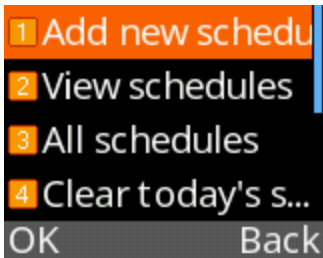 1 Add new schedu
2 View schedules
3 All schedules
4 Clear today's s...
OK Back